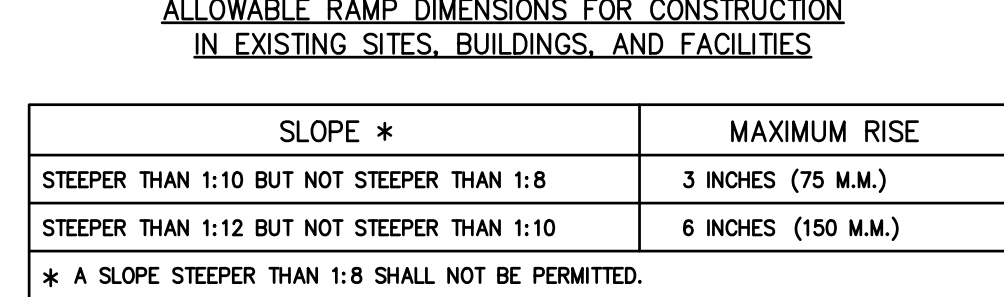 ALLOWABLE RAMP DIMENSIONS FOR CONSTRUCTION
IN EXISTING SITES, BUILDINGS, AND FACILITIES
SLOPE * MAXIMUM RISE
STEEPER THAN 1:10 BUT NOT STEEPER THAN 1:8 3 INCHES (75 M.M.)
STEEPER THAN 1:12 BUT NOT STEEPER THAN 1:10 6 INCHES (150 M.M.)
* A SLOPE STEEPER THAN 1:8 SHALL NOT BE PERMITTED.